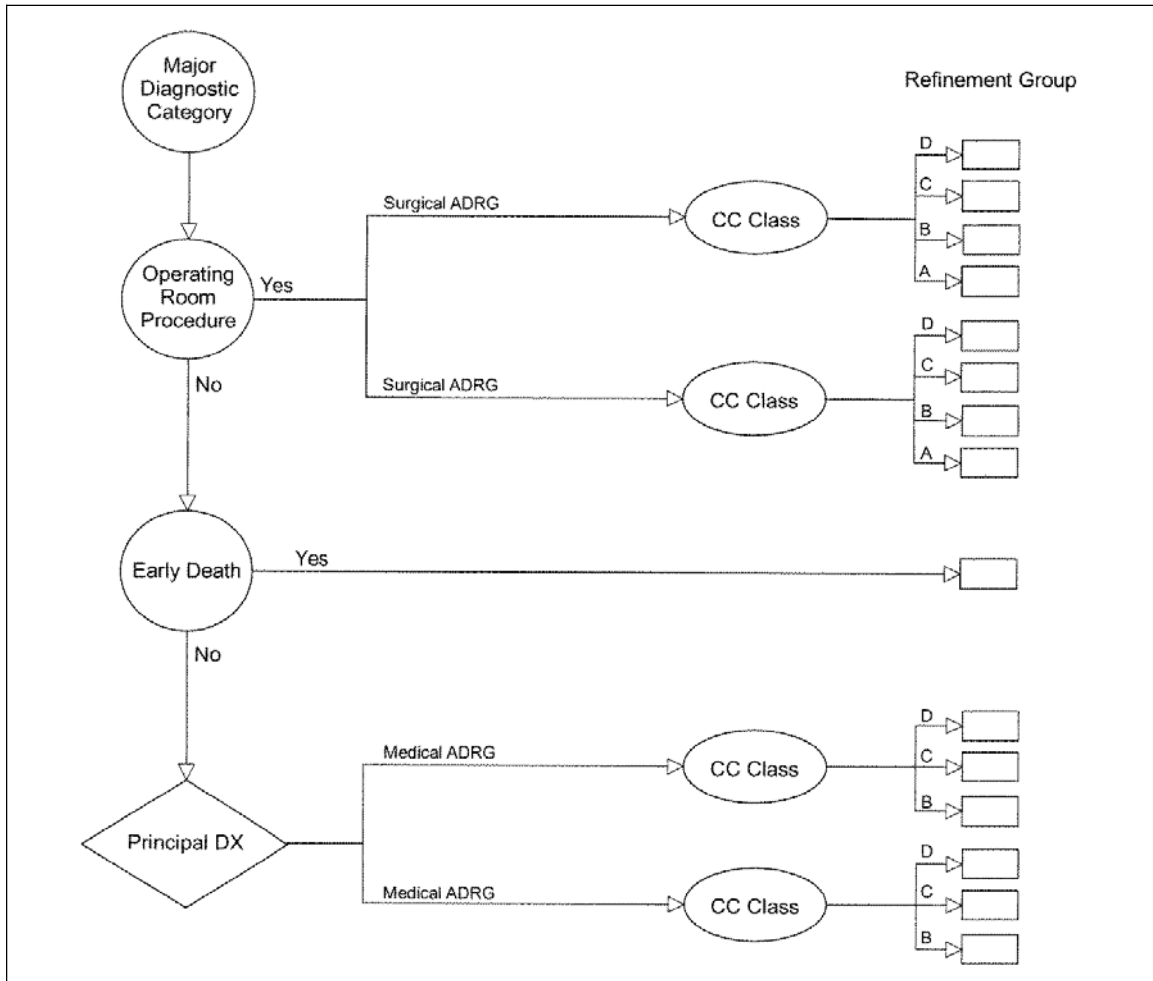 Major
Diagnostic
Category
Refinement Group
D
C
Surgical ADRG
CC Class
B
A
Operating
Room
Procedure
Yes
D
C
No
Surgical ADRG
CC Class
B
A
Early Death
Yes
No
D
Medical ADRG
CC Class
C
B
Principal DX
D
Medical ADRG
CC Class
C
B